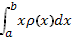 ∫_a^b xρ(x)dx